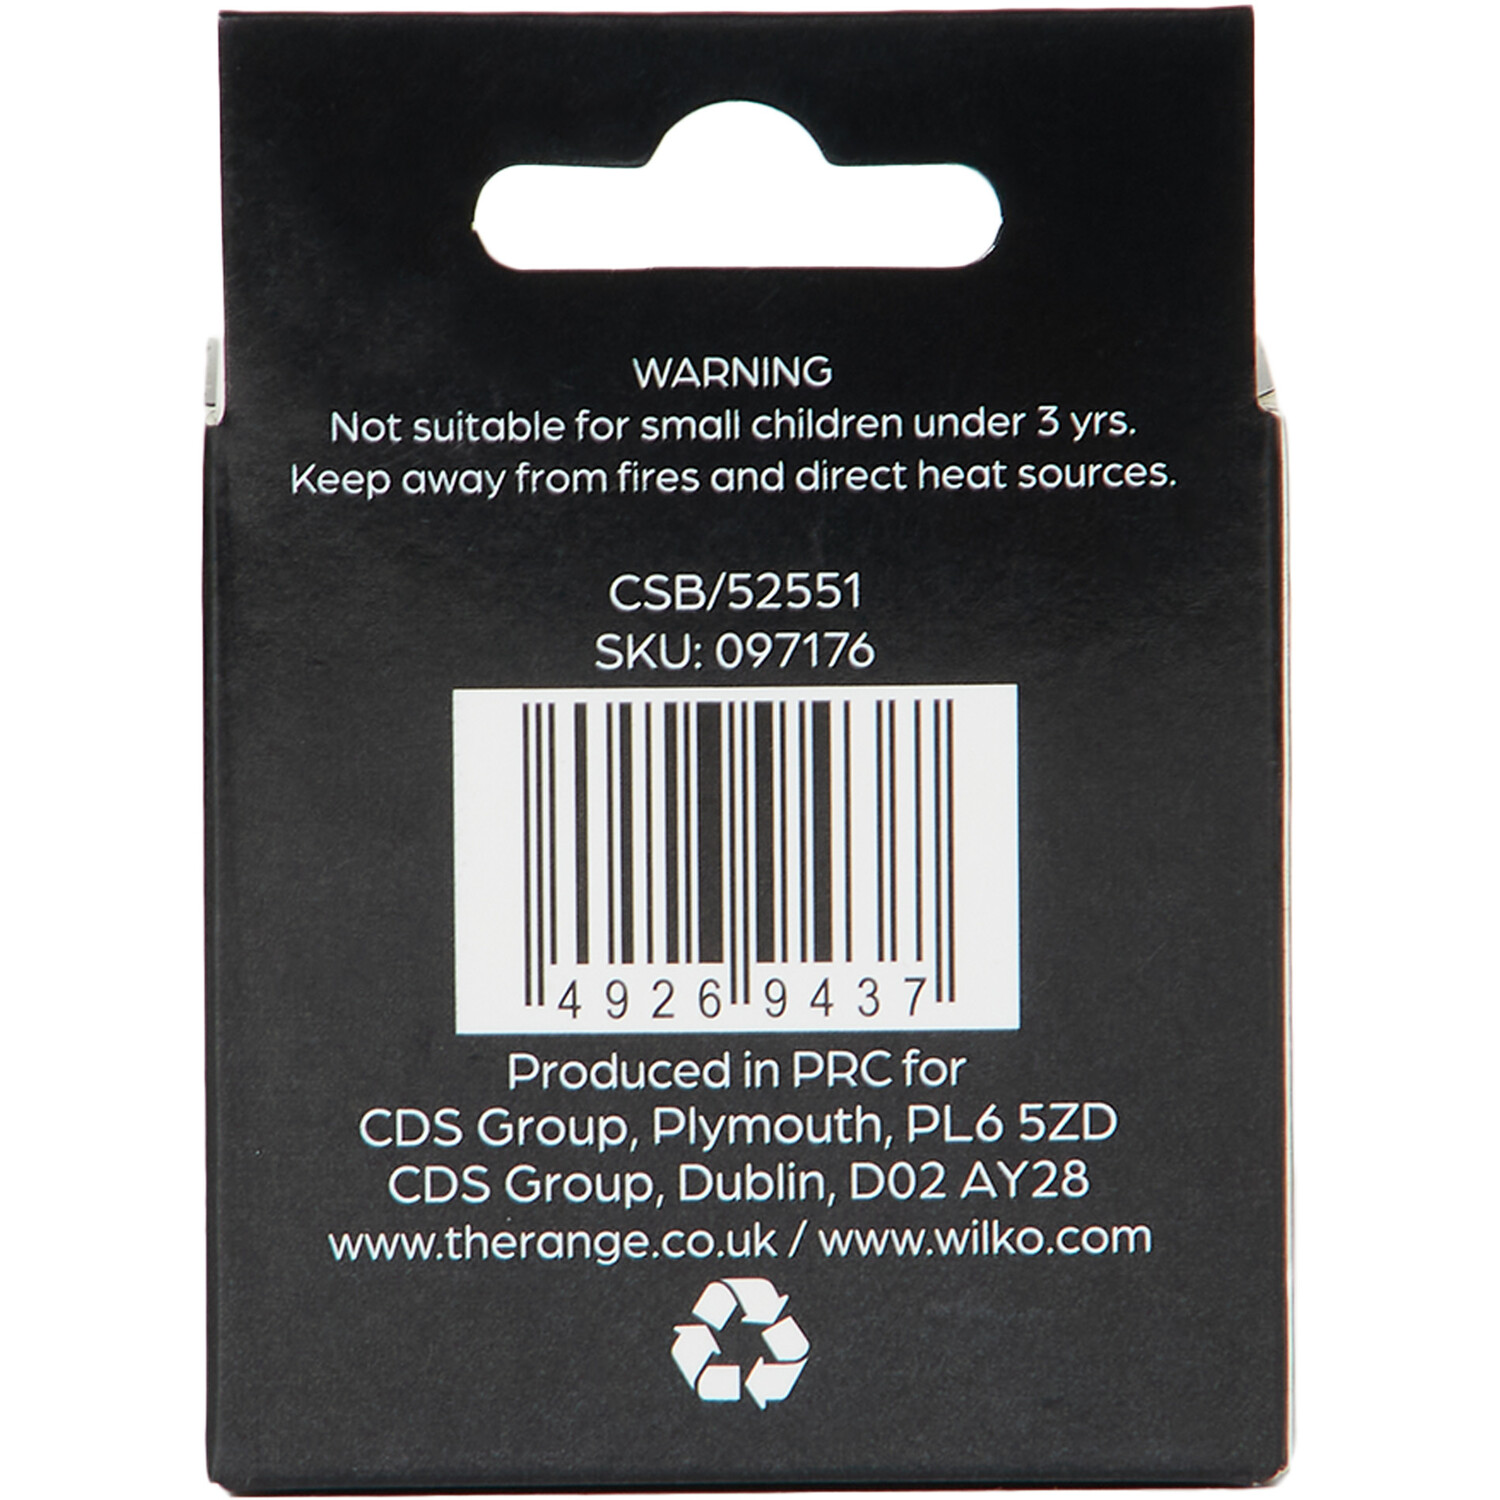 WARNING
Not suitable for small children under 3 yrs.
Keep away from fires and direct heat sources.
CSB/52551
SKU: 097176
4926 9437
Produced in PRC for
CDS Group, Plymouth, PL6 5ZD
CDS Group, Dublin, D02 AY28
www.therange.co.uk / www.wilko.com